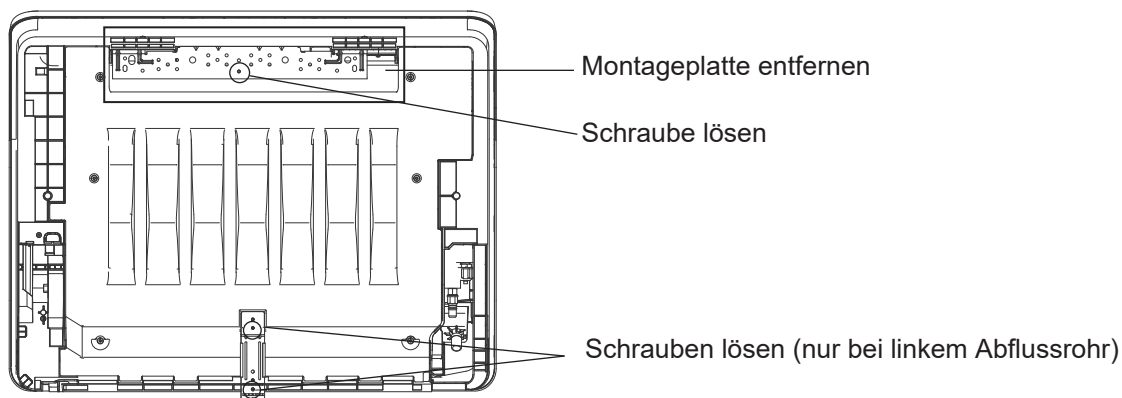 Montageplatte entfernen
Schraube lösen
Schrauben lösen (nur bei linkem Abflussrohr)